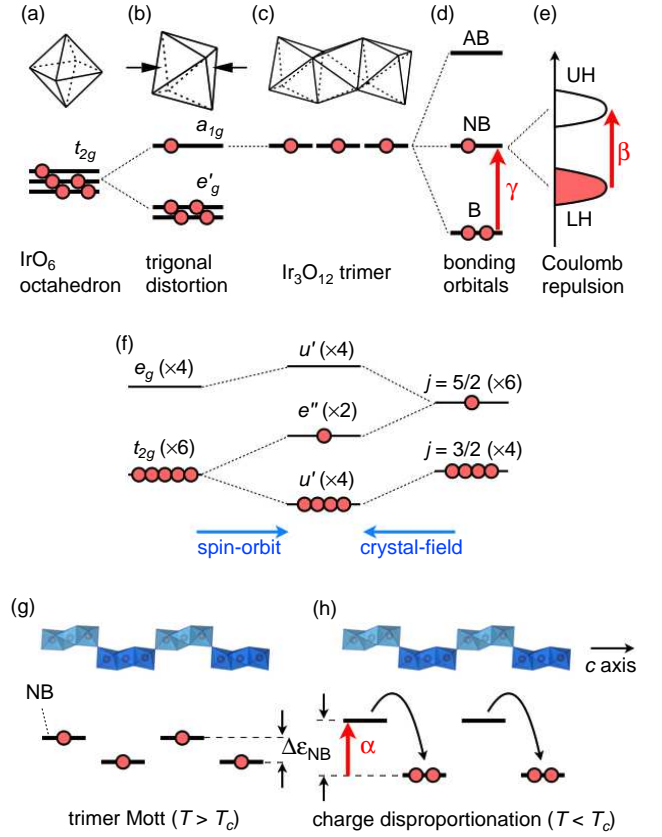 (a) (b) (c) (d) (e)
AB
UH
a1g
t2g
NB
β
e'g
γ
B
LH
IrO6
octahedron
trigonal
distortion
Ir3O12 trimer
bonding
orbitals
Coulomb
repulsion
(f)
u' (×4)
eg (×4)
j = 5/2 (×6)
e'' (×2)
t2g (×6)
j = 3/2 (×4)
u' (×4)
spin-orbit
crystal-field
(g) (h)
c axis
NB
ΔεNB
α
trimer Mott (T > Tc)
charge disproportionation (T < Tc)